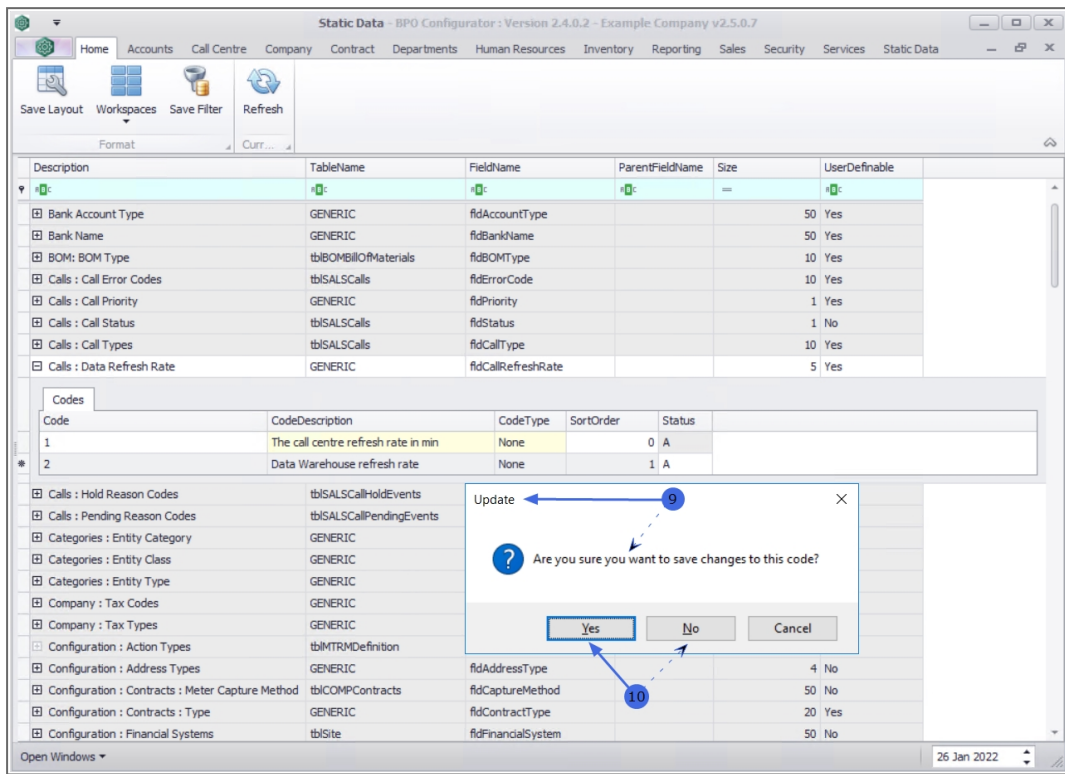 Static Data - BPO Configurator : Version 2.4.0.2 - Example Company v2.5.0.7
Home Accounts Call Centre Company Contract Departments Human Resources Inventory Reporting Sales Security Services Static Data
Save Layout Workspaces Save Filter Refresh
Format Curr...
Description TableName FieldName ParentFieldName Size UserDefinable
Bank Account Type GENERIC fldAccountType 50 Yes
Bank Name GENERIC fldBankName 50 Yes
BOM: BOM Type tblBOMBillOfMaterials fldBOMType 10 Yes
Calls : Call Error Codes tblSALSCalls fldErrorCode 10 Yes
Calls : Call Priority GENERIC fldPriority 1 Yes
Calls : Call Status tblSALSCalls fldStatus 1 No
Calls : Call Types tblSALSCalls fldCallType 10 Yes
Calls : Data Refresh Rate GENERIC fldCallRefreshRate 5 Yes
Codes
Code CodeDescription CodeType SortOrder Status
1 The call centre refresh rate in min None 0 A
2 Data Warehouse refresh rate None 1 A
Calls : Hold Reason Codes tblSALSCallHoldEvents
Calls : Pending Reason Codes tblSALSCallPendingEvents
Categories : Entity Category GENERIC
Categories : Entity Class GENERIC
Categories : Entity Type GENERIC
Company : Tax Codes GENERIC
Company : Tax Types GENERIC
Configuration : Action Types tblMTRMDefinition
Update 9
Are you sure you want to save changes to this code?
Yes No Cancel
10
Configuration : Address Types GENERIC fldAddressType 4 No
Configuration : Contracts : Meter Capture Method tblCOMPContracts fldCaptureMethod 50 No
Configuration : Contracts : Type GENERIC fldContractType 20 Yes
Configuration : Financial Systems tblSite fldFinancialSystem 50 No
Open Windows 26 Jan 2022